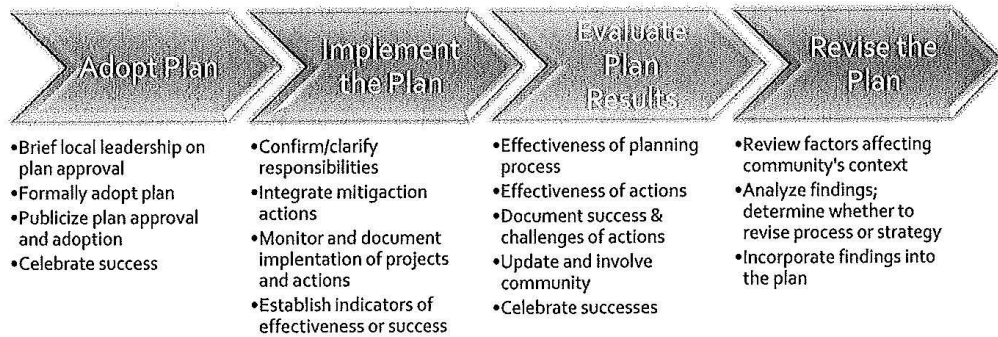 Adopt Plan
•Brief local leadership on
plan approval
•Formally adopt plan
•Publicize plan approval
and adoption
•Celebrate success
Implement
the Plan
•Confirm/clarify
responsibilities
•Integrate mitigaction
actions
•Monitor and document
implentation of projects
and actions
•Establish indicators of
effectiveness or success
Evaluate
Plan
Results
•Effectiveness of planning
process
•Effectiveness of actions
•Document success &
challenges of actions
•Update and involve
community
•Celebrate successes
Revise the
Plan
•Review factors affecting
community's context
•Analyze findings;
determine whether to
revise process or strategy
•Incorporate findings into
the plan